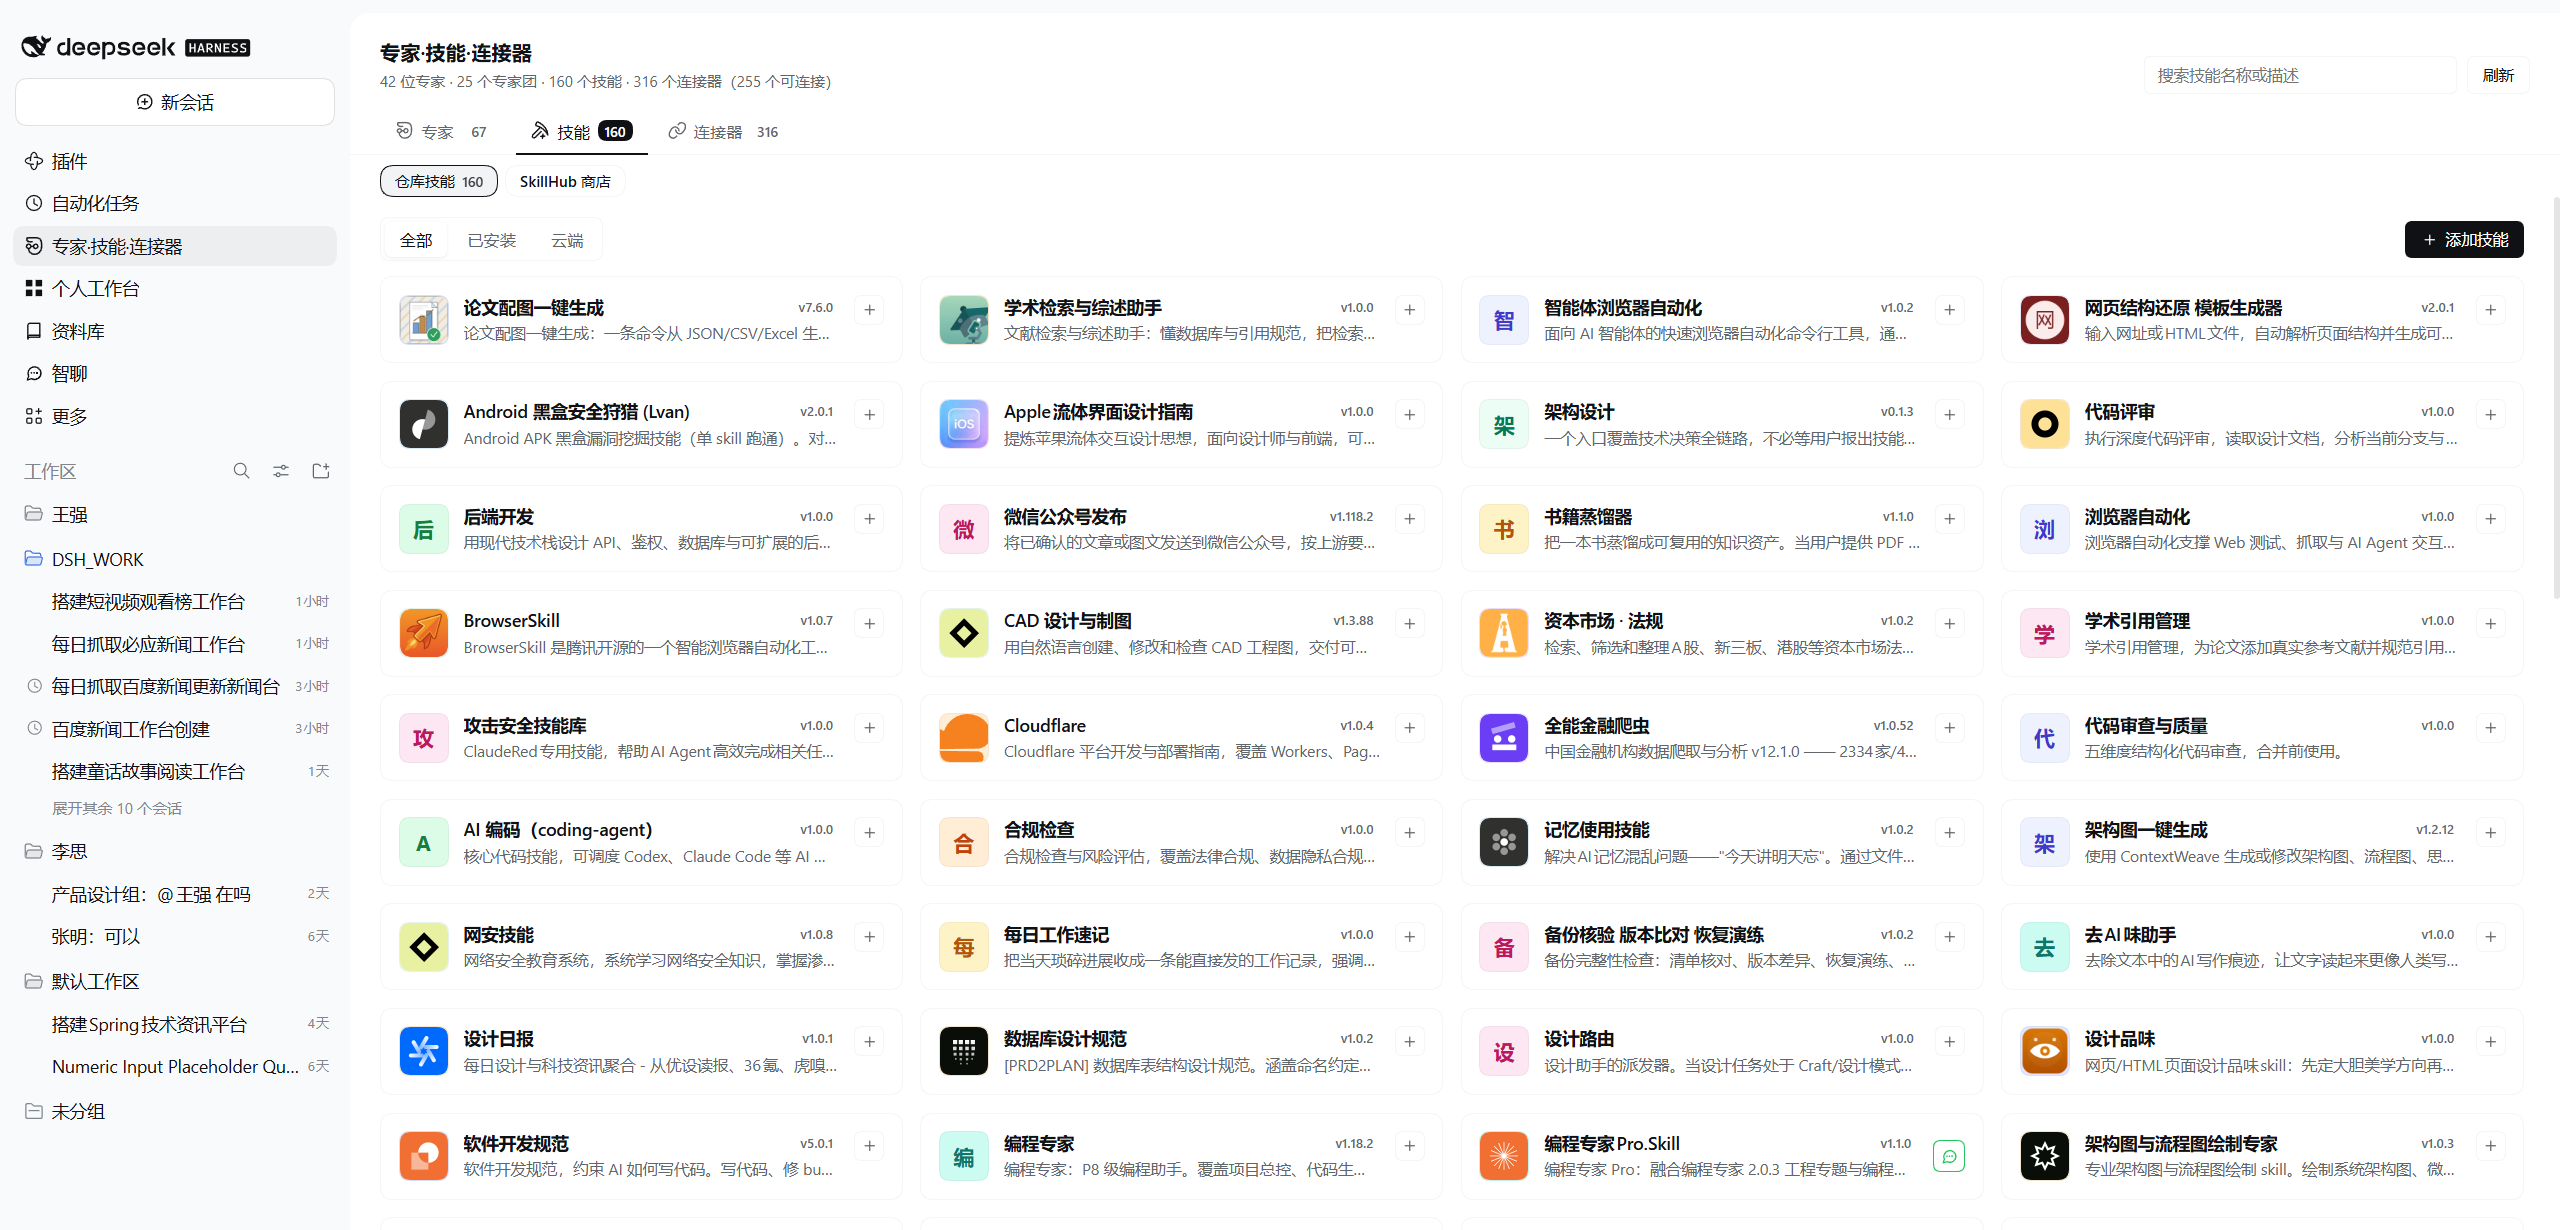 deepseek HARNESS
新会话
插件
自动化任务
专家·技能·连接器
个人工作台
资料库
智聊
更多
工作区
王强
DSH_WORK
搭建短视频观看榜工作台 1小时
每日抓取必应新闻工作台 1小时
每日抓取百度新闻更新新闻台 3小时
百度新闻工作台创建 3小时
搭建童话故事阅读工作台 1天
展开其余 10 个会话
李思
产品设计组：@王强 在吗 2天
张明：可以 6天
默认工作区
搭建Spring技术资讯平台 4天
Numeric Input Placeholder Qu... 6天
未分组
专家·技能·连接器
42 位专家 · 25 个专家团 · 160 个技能 · 316 个连接器（255 个可连接）
搜索技能名称或描述
刷新
专家 67 技能 160 连接器 316
仓库技能 160 SkillHub 商店
全部 已安装 云端
+ 添加技能
论文配图一键生成 v7.6.0
论文配图一键生成：一条命令从 JSON/CSV/Excel 生...
学术检索与综述助手 v1.0.0
文献检索与综述助手：懂数据库与引用规范，把检索...
智
智能体浏览器自动化 v1.0.2
面向 AI 智能体的快速浏览器自动化命令行工具，通...
网
网页结构还原 模板生成器 v2.0.1
输入网址或HTML文件，自动解析页面结构并生成可...
Android 黑盒安全狩猎 (Lvan) v2.0.1
Android APK 黑盒漏洞挖掘技能（单 skill 跑通）。对...
iOS
Apple流体界面设计指南 v1.0.0
提炼苹果流体交互设计思想，面向设计师与前端，可...
架
架构设计 v0.1.3
一个入口覆盖技术决策全链路，不必等用户报出技能...
代码评审 v1.0.0
执行深度代码评审，读取设计文档，分析当前分支与...
后
后端开发 v1.0.0
用现代技术栈设计 API、鉴权、数据库与可扩展的后...
微
微信公众号发布 v1.118.2
将已确认的文章或图文发送到微信公众号，按上游要...
书
书籍蒸馏器 v1.1.0
把一本书蒸馏成可复用的知识资产。当用户提供 PDF ...
浏
浏览器自动化 v1.0.0
浏览器自动化支撑 Web 测试、抓取与 AI Agent 交互...
BrowserSkill v1.0.7
BrowserSkill 是腾讯开源的一个智能浏览器自动化工...
CAD 设计与制图 v1.3.88
用自然语言创建、修改和检查 CAD 工程图，交付可...
资本市场 · 法规 v1.0.2
检索、筛选和整理A股、新三板、港股等资本市场法...
学
学术引用管理 v1.0.0
学术引用管理，为论文添加真实参考文献并规范引用...
攻
攻击安全技能库 v1.0.0
ClaudeRed专用技能，帮助AI Agent高效完成相关任...
Cloudflare v1.0.4
Cloudflare 平台开发与部署指南，覆盖 Workers、Pag...
全能金融爬虫 v1.0.52
中国金融机构数据爬取与分析 v12.1.0 —— 2334家/4...
代
代码审查与质量 v1.0.0
五维度结构化代码审查，合并前使用。
A
AI 编码（coding-agent） v1.0.0
核心代码技能，可调度 Codex、Claude Code 等 AI ...
合
合规检查 v1.0.0
合规检查与风险评估，覆盖法律合规、数据隐私合规...
记忆使用技能 v1.0.2
解决AI记忆混乱问题——"今天讲明天忘"。通过文件...
架
架构图一键生成 v1.2.12
使用 ContextWeave 生成或修改架构图、流程图、思...
网安技能 v1.0.8
网络安全教育系统，系统学习网络安全知识，掌握渗...
每
每日工作速记 v1.0.0
把当天琐碎进展收成一条能直接发的工作记录，强调...
备
备份核验 版本比对 恢复演练 v1.0.2
备份完整性检查：清单核对、版本差异、恢复演练、...
去
去AI味助手 v1.0.0
去除文本中的AI写作痕迹，让文字读起来更像人类写...
设计日报 v1.0.1
每日设计与科技资讯聚合 - 从优设读报、36氪、虎嗅...
数据库设计规范 v1.0.2
[PRD2PLAN] 数据库表结构设计规范。涵盖命名约定...
设
设计路由 v1.0.0
设计助手的派发器。当设计任务处于 Craft/设计模式...
设计品味 v1.0.0
网页/HTML页面设计品味skill：先定大胆美学方向再...
软件开发规范 v5.0.1
软件开发规范，约束 AI 如何写代码。写代码、修 bu...
编
编程专家 v1.18.2
编程专家：P8 级编程助手。覆盖项目总控、代码生...
编程专家Pro.Skill v1.1.0
编程专家 Pro：融合编程专家 2.0.3 工程专题与编程...
架构图与流程图绘制专家 v1.0.3
专业架构图与流程图绘制 skill。绘制系统架构图、微...